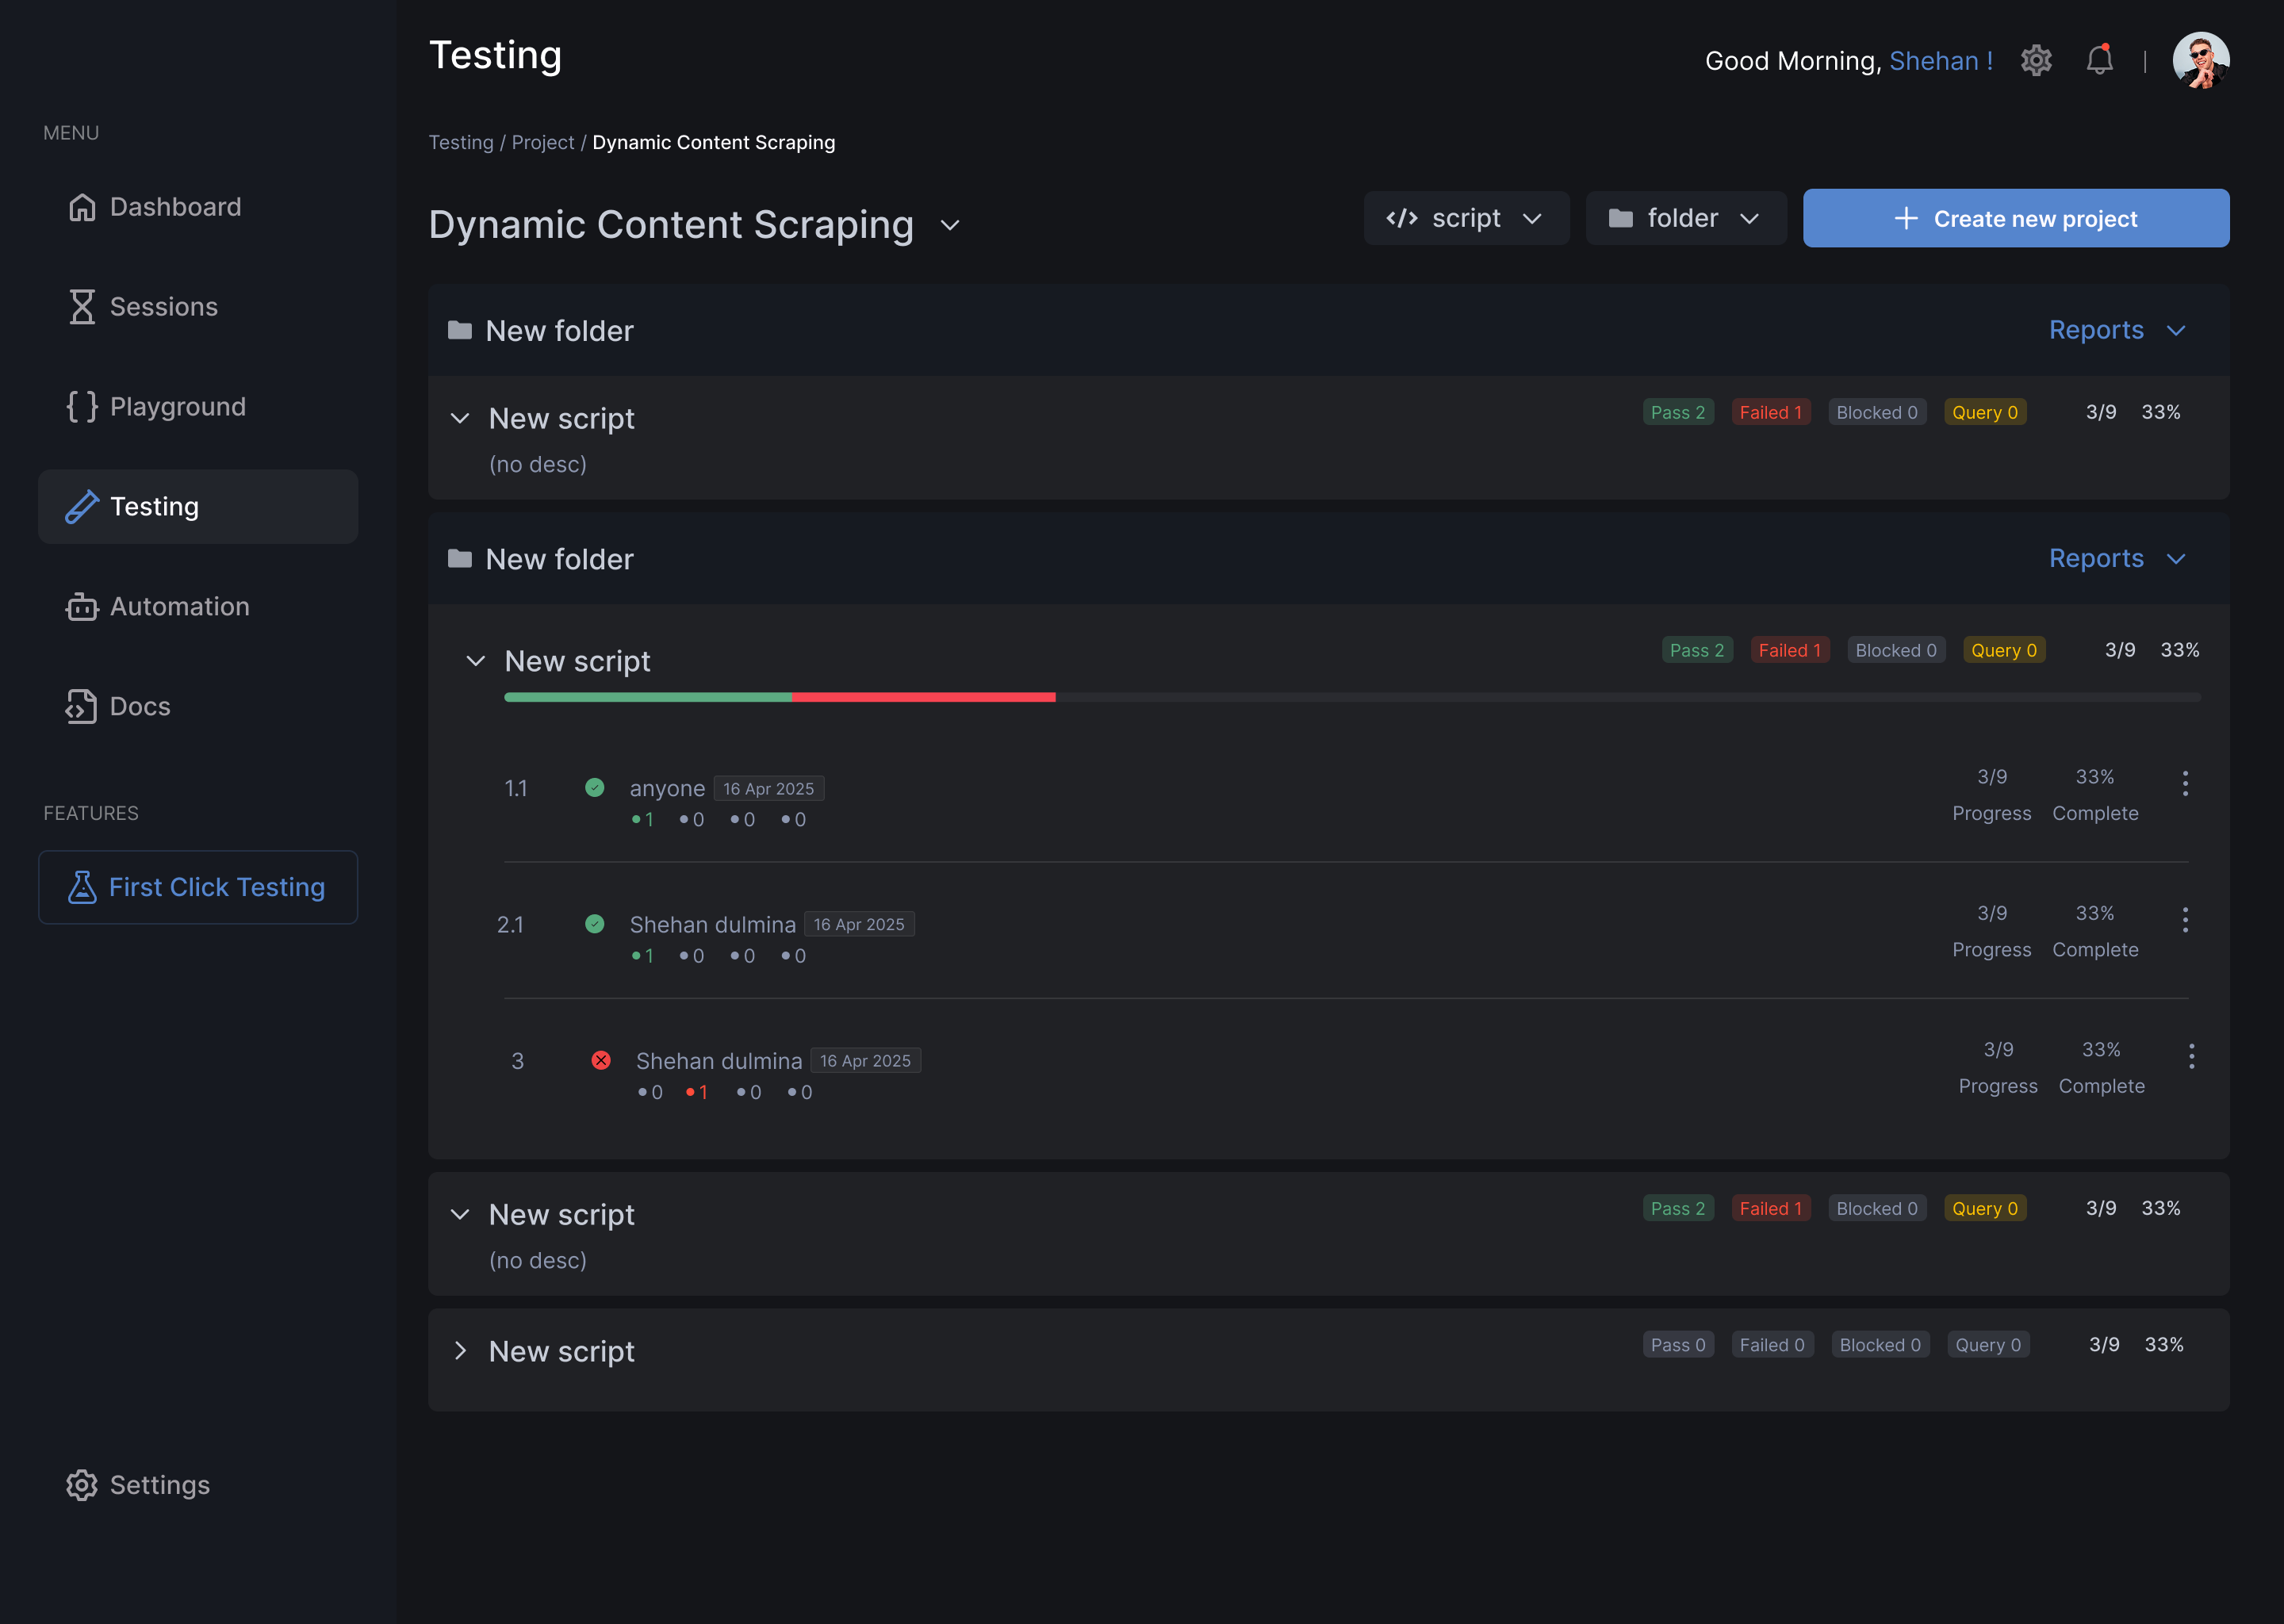 Testing
Good Morning, Shehan !
MENU
Testing / Project / Dynamic Content Scraping
Dashboard
Dynamic Content Scraping
script
folder
Create new project
Sessions
New folder
Reports
Playground
New script
Pass 2
Failed 1
Blocked 0
Query 0
3/9
33%
(no desc)
Testing
New folder
Reports
Automation
New script
Pass 2
Failed 1
Blocked 0
Query 0
3/9
33%
Docs
FEATURES
First Click Testing
1.1
anyone
16 Apr 2025
1
0
0
0
3/9
33%
Progress
Complete
2.1
Shehan dulmina
16 Apr 2025
1
0
0
0
3/9
33%
Progress
Complete
3
Shehan dulmina
16 Apr 2025
0
1
0
0
3/9
33%
Progress
Complete
New script
Pass 2
Failed 1
Blocked 0
Query 0
3/9
33%
(no desc)
New script
Pass 0
Failed 0
Blocked 0
Query 0
3/9
33%
Settings